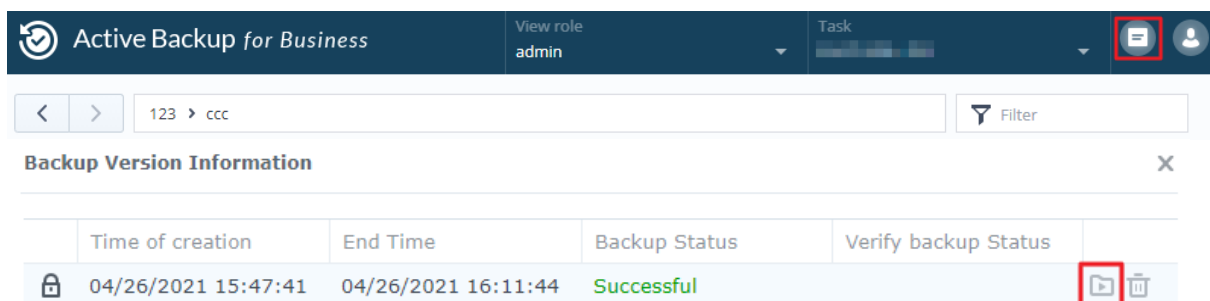 Active Backup for Business
View role
admin
Task
123 > ccc
Filter
Backup Version Information
Time of creation End Time Backup Status Verify backup Status
04/26/2021 15:47:41 04/26/2021 16:11:44 Successful